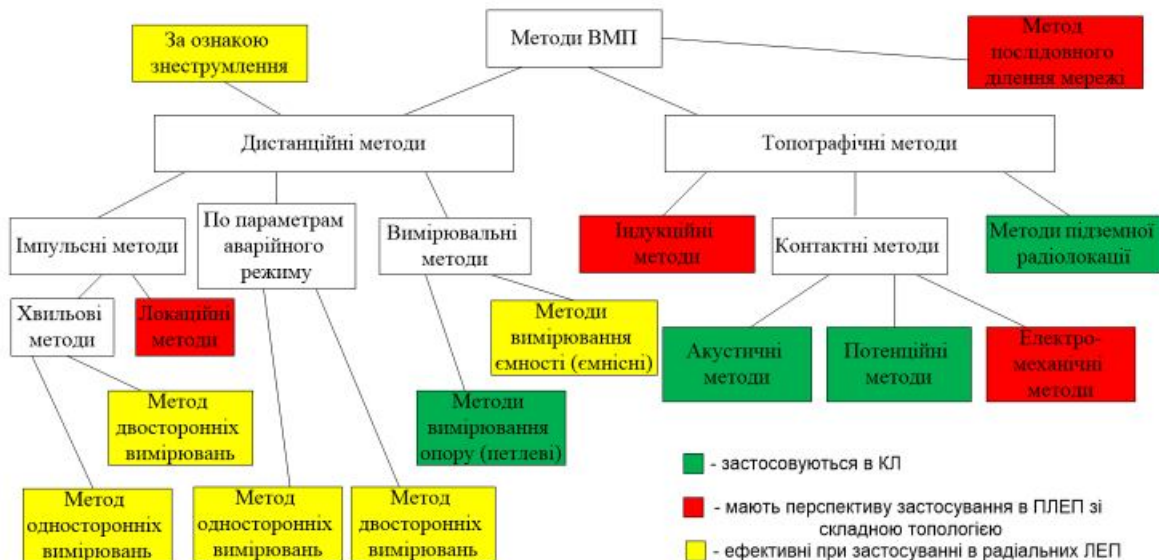 За ознакою
знеструмлення
Методи ВМП
Метод
послідовного
ділення мережі
Дистанційні методи
Топографічні методи
Імпульсні методи
По параметрам
аварійного
режиму
Вимірювальні
методи
Індукційні
методи
Контактні методи
Методи підземної
радіолокації
Хвильові
методи
Локаційні
методи
Методи
вимірювання
ємності (ємнісні)
Акустичні
методи
Потенційні
методи
Електро-
механічні
методи
Метод
двосторонніх
вимірювань
Методи
вимірювання
опору (петлеві)
Метод
односторонніх
вимірювань
Метод
односторонніх
вимірювань
Метод
двосторонніх
вимірювань
- застосовуються в КЛ
- мають перспективу застосування в ПЛЕП зі
складною топологією
- ефективні при застосуванні в радіальних ЛЕП